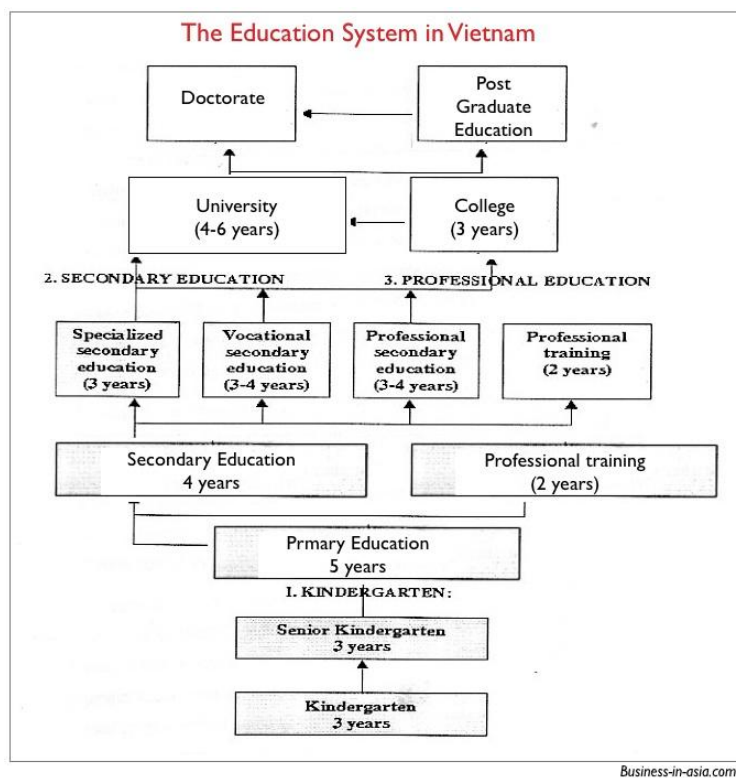 The Education System in Vietnam
Doctorate
Post
Graduate
Education
University
(4-6 years)
College
(3 years)
2. SECONDARY EDUCATION
3. PROFESSIONAL EDUCATION
Specialized
secondary
education
(3 years)
Vocational
secondary
education
(3-4 years)
Professional
secondary
education
(3-4 years)
Professional
training
(2 years)
Secondary Education
4 years
Professional training
(2 years)
Prmary Education
5 years
1. KINDERGARTEN:
Senior Kindergarten
3 years
Kindergarten
3 years
Business-in-asia.com